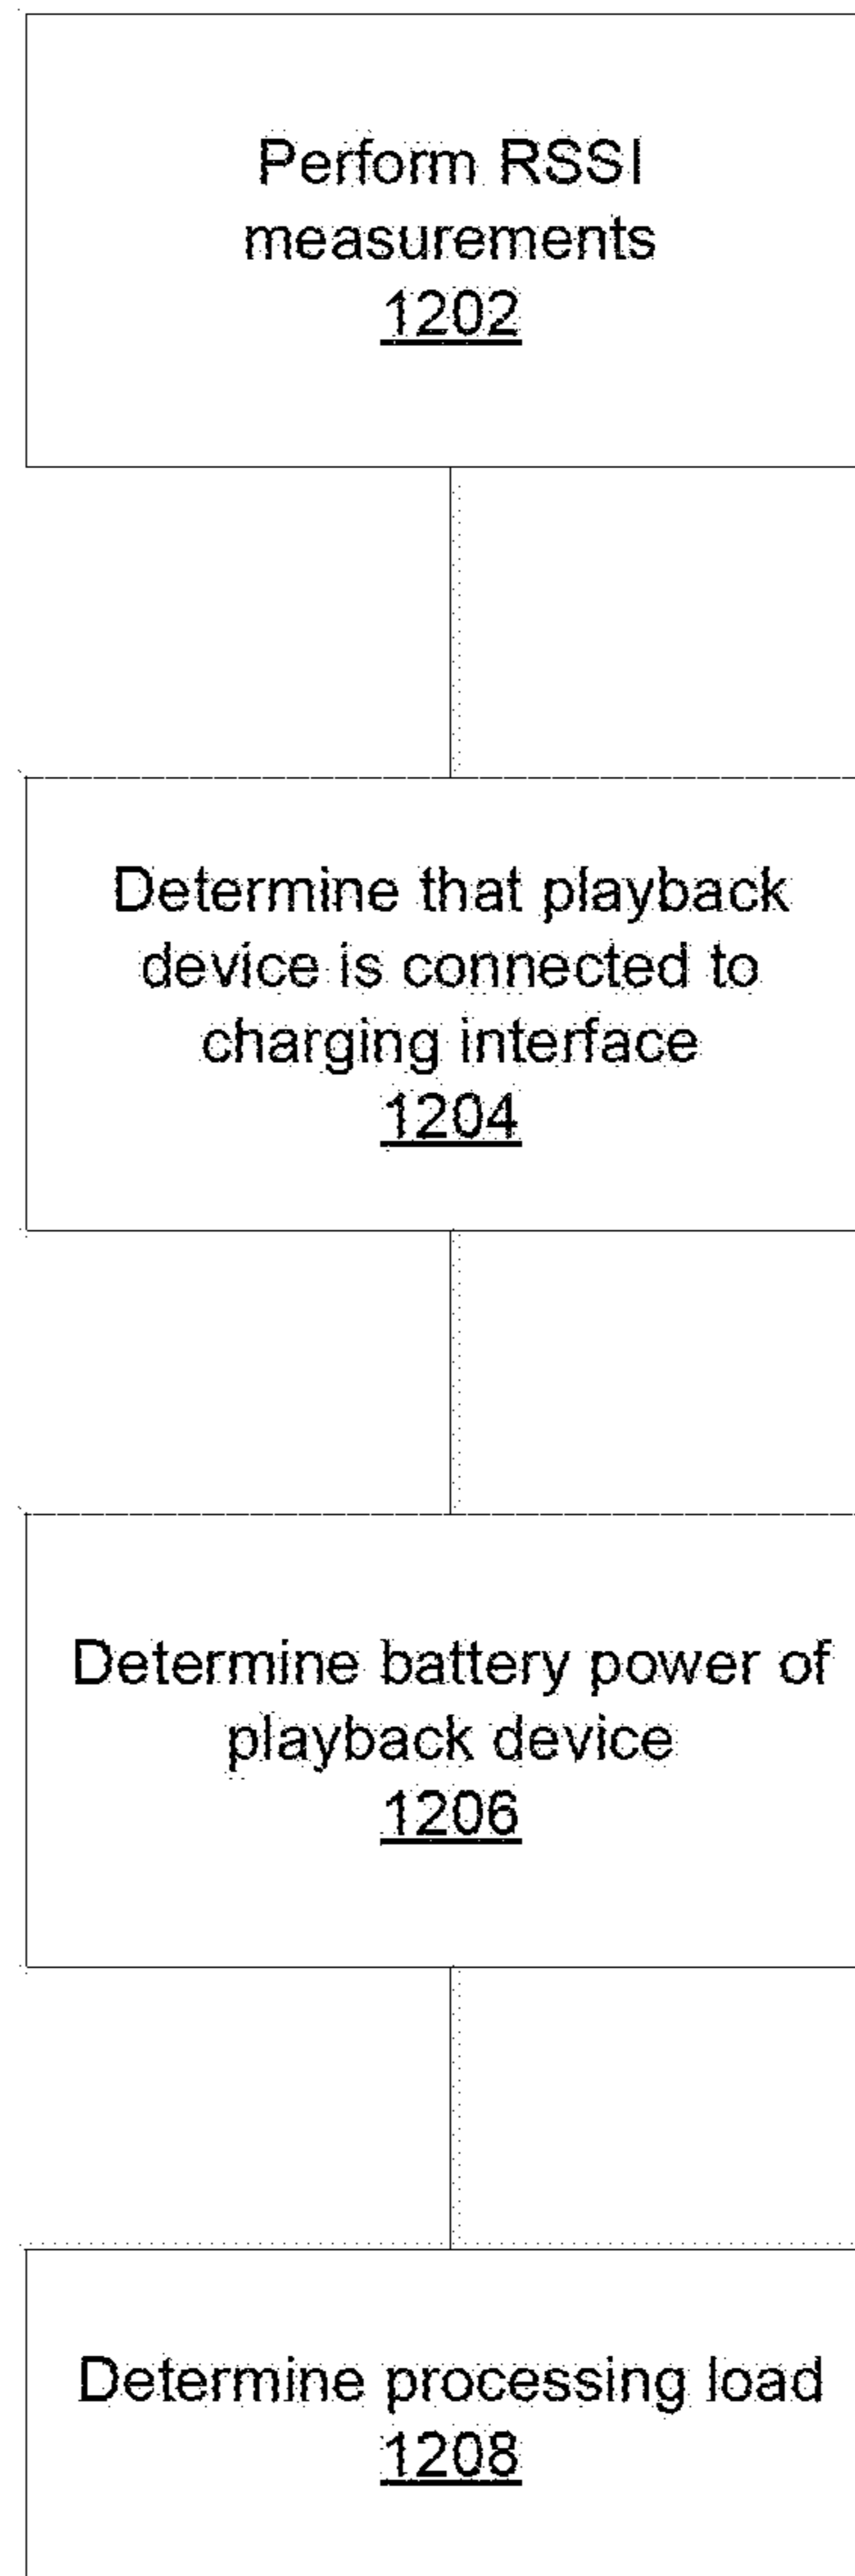 Perform RSSI
measurements
1202
Determine that playback
device is connected to
charging interface
1204
Determine battery power of
playback device
1206
Determine processing load
1208